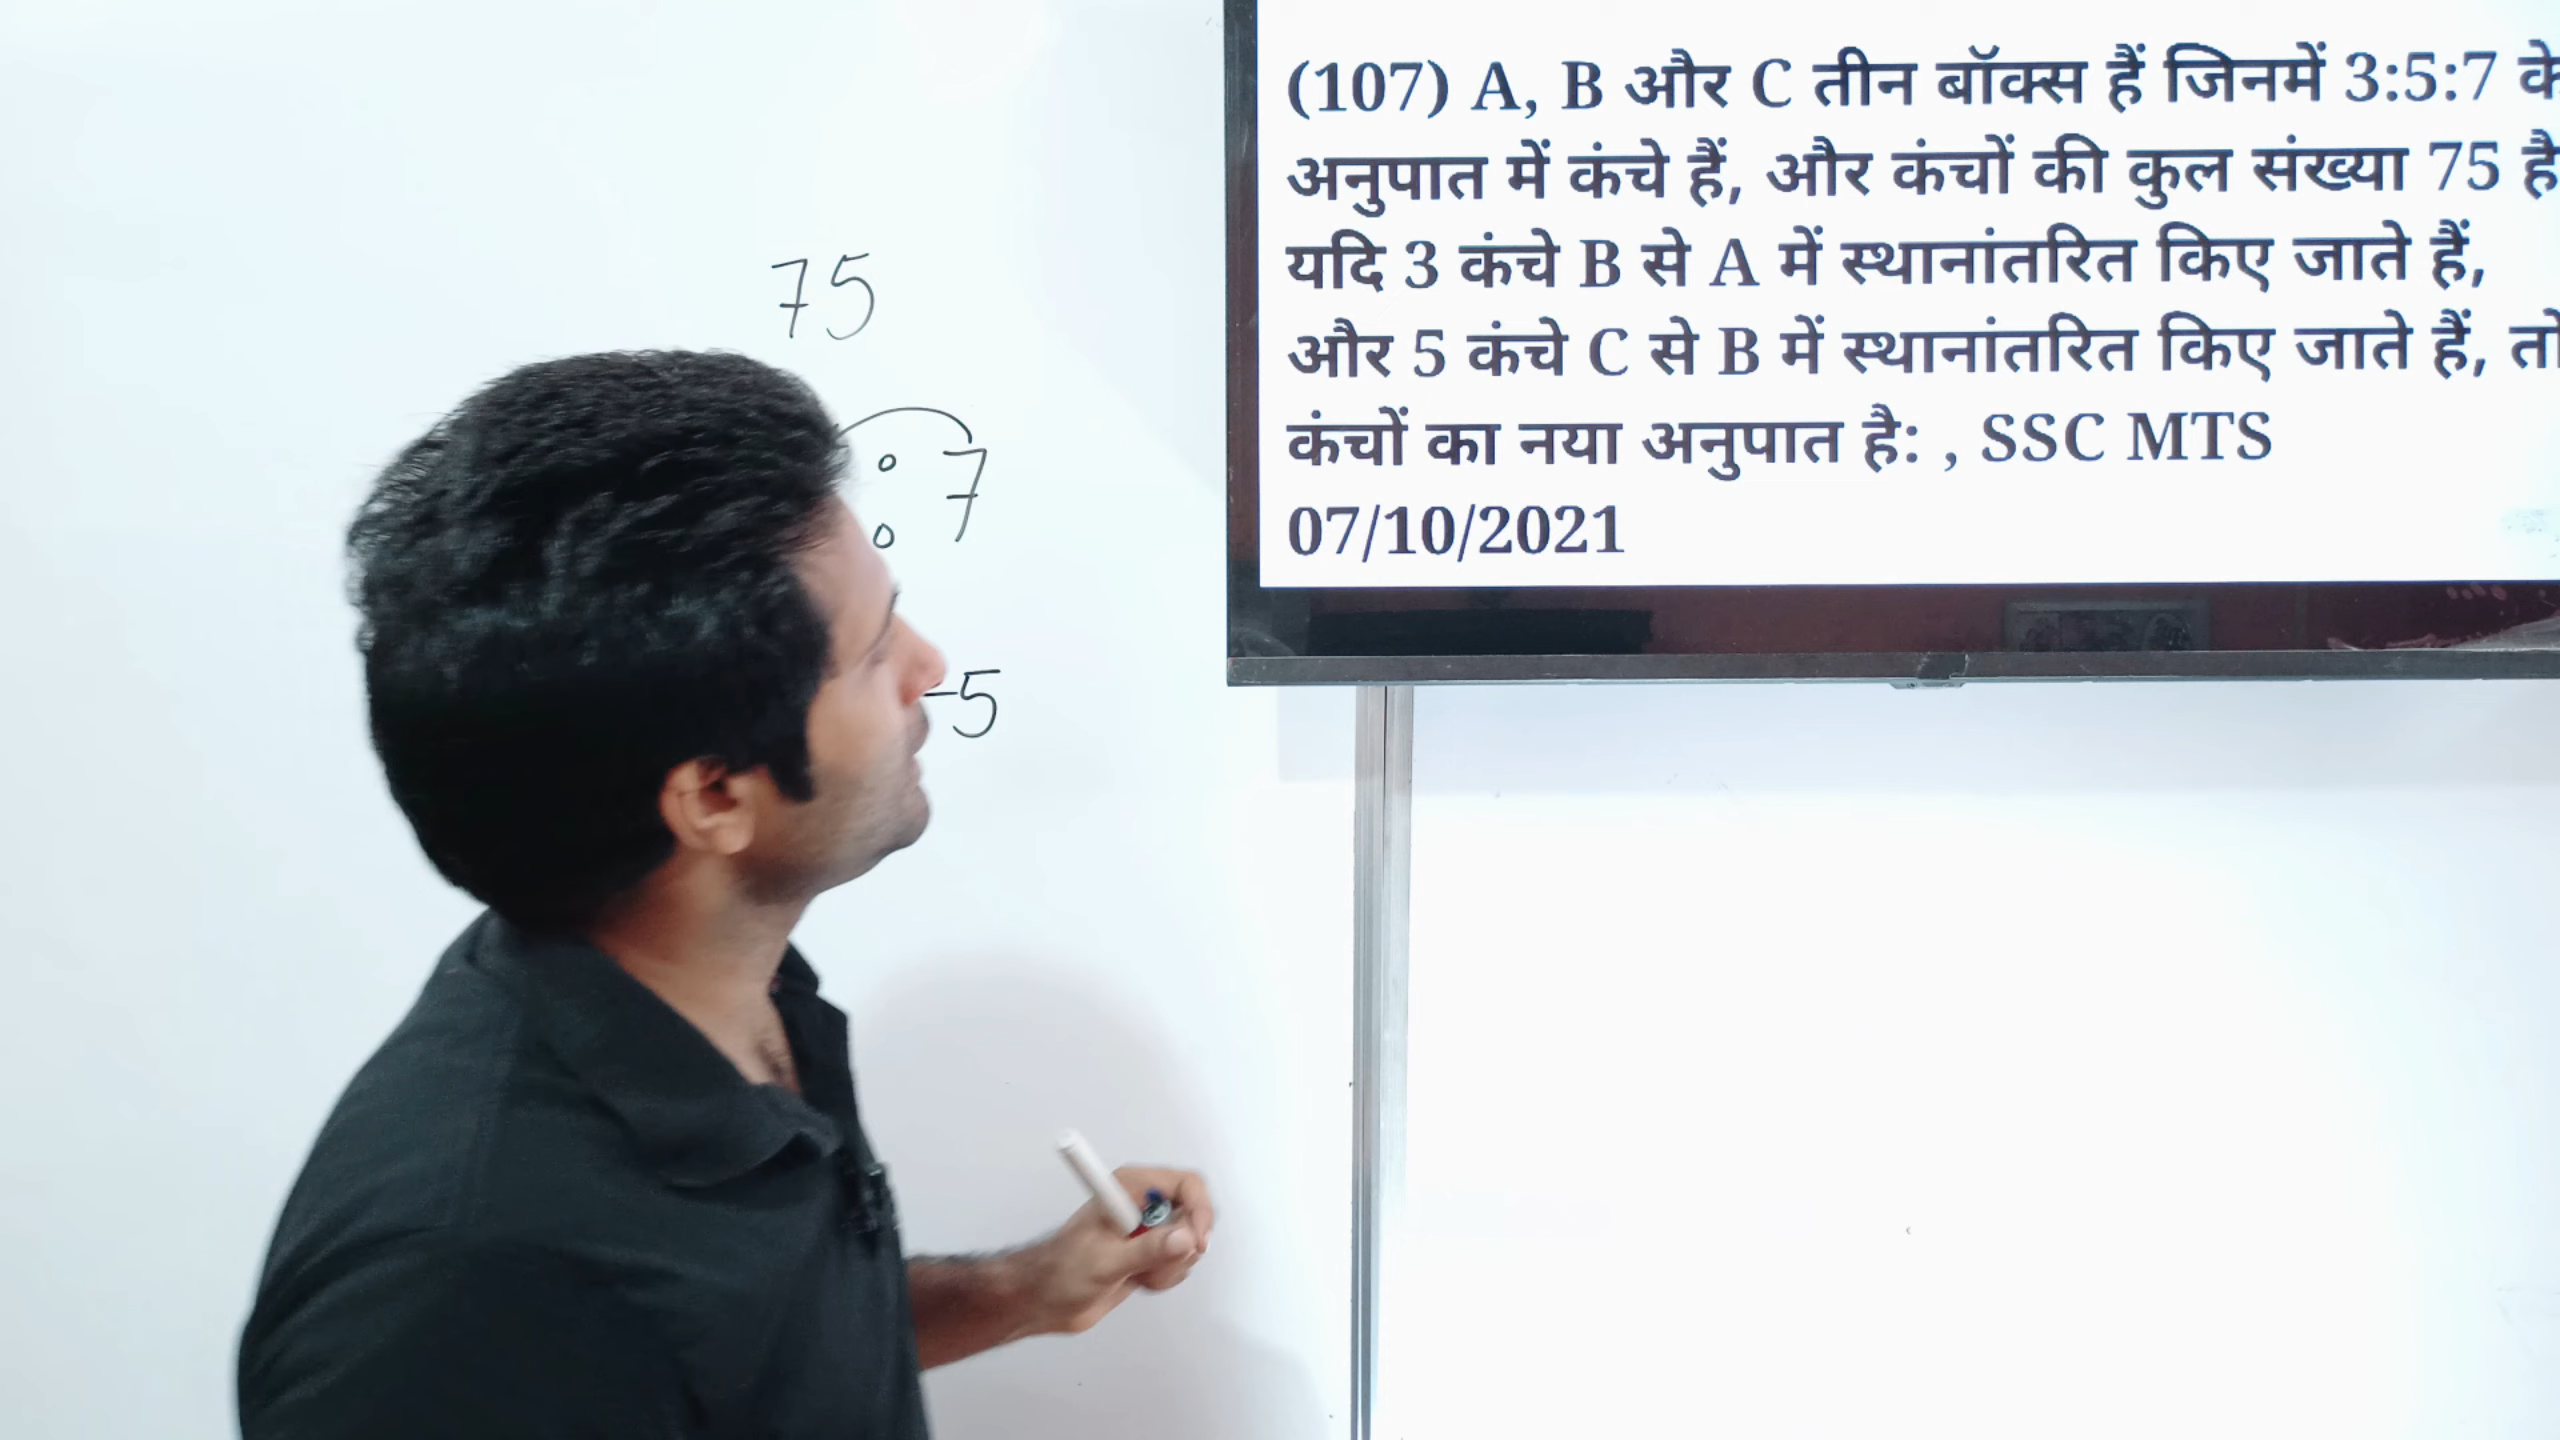 75
: 7
-5
(107) A, B और C तीन बॉक्स हैं जिनमें 3:5:7 के
अनुपात में कंचे हैं, और कंचों की कुल संख्या 75 है
यदि 3 कंचे B से A में स्थानांतरित किए जाते हैं,
और 5 कंचे C से B में स्थानांतरित किए जाते हैं, तो
कंचों का नया अनुपात है: , SSC MTS
07/10/2021